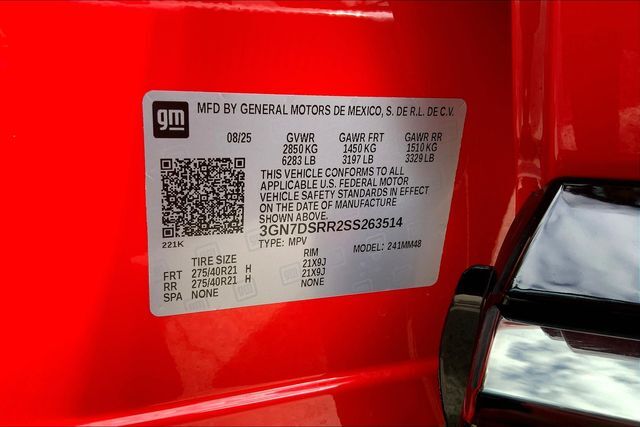 gm
MFD BY GENERAL MOTORS DE MEXICO, S. DE R.L. DE C.V.
08/25 GVWR GAWR FRT GAWR RR
2850 KG 1450 KG 1510 KG
6283 LB 3197 LB 3329 LB
THIS VEHICLE CONFORMS TO ALL
APPLICABLE U.S. FEDERAL MOTOR
VEHICLE SAFETY STANDARDS IN EFFECT
ON THE DATE OF MANUFACTURE
SHOWN ABOVE.
3GN7DSRR2SS263514
221K TYPE: MPV MODEL: 241MM48
TIRE SIZE RIM
FRT 275/40R21 H 21X9J
RR 275/40R21 H 21X9J
SPA NONE NONE